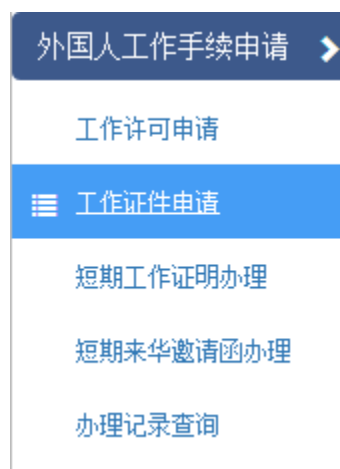 外国人工作手续申请
工作许可申请
工作证件申请
短期工作证明办理
短期来华邀请函办理
办理记录查询